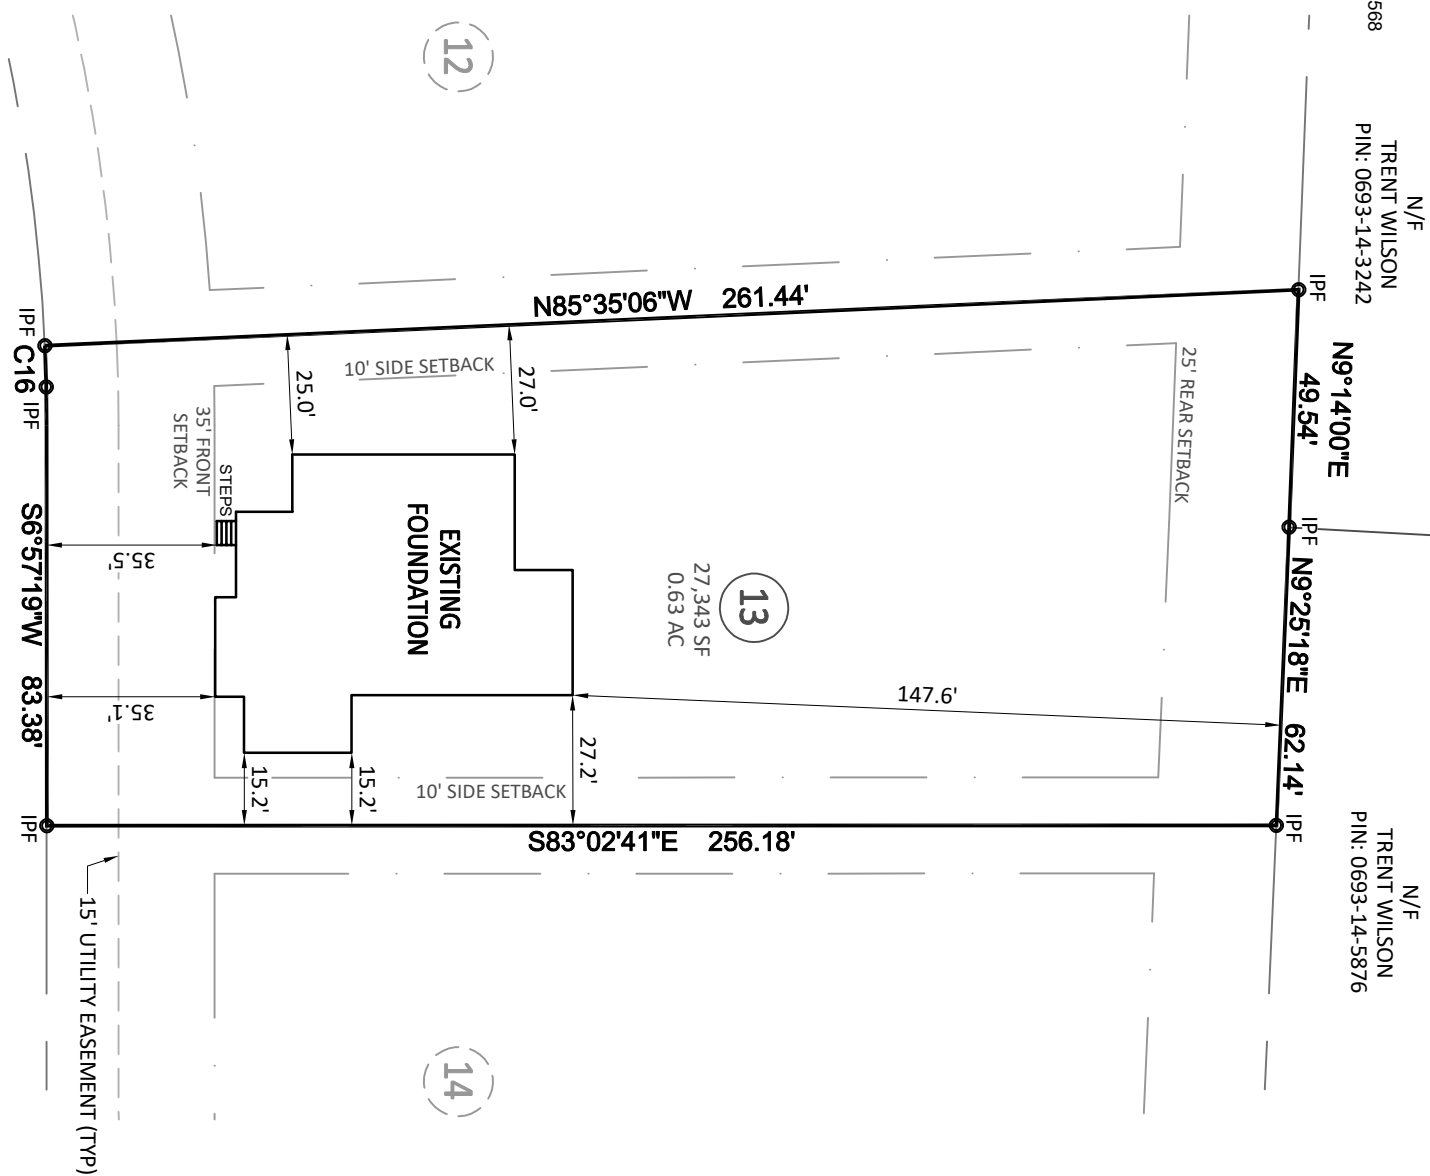 568
N/F
TRENT WILSON
PIN: 0693-14-3242
N/F
TRENT WILSON
PIN: 0693-14-5876
IPF
N9°14'00"E
49.54'
IPF
N9°25'18"E 62.14'
IPF
25' REAR SETBACK
147.6'
12
N85°35'06"W 261.44'
10' SIDE SETBACK
27.0'
25.0'
13
27,343 SF
0.63 AC
EXISTING
FOUNDATION
27.2'
15.2'
15.2'
10' SIDE SETBACK
S83°02'41"E 256.18'
14
STEPS
35' FRONT
SETBACK
35.5'
35.1'
IPF
C16
IPF
S6°57'19"W 83.38'
IPF
15' UTILITY EASEMENT (TYP)